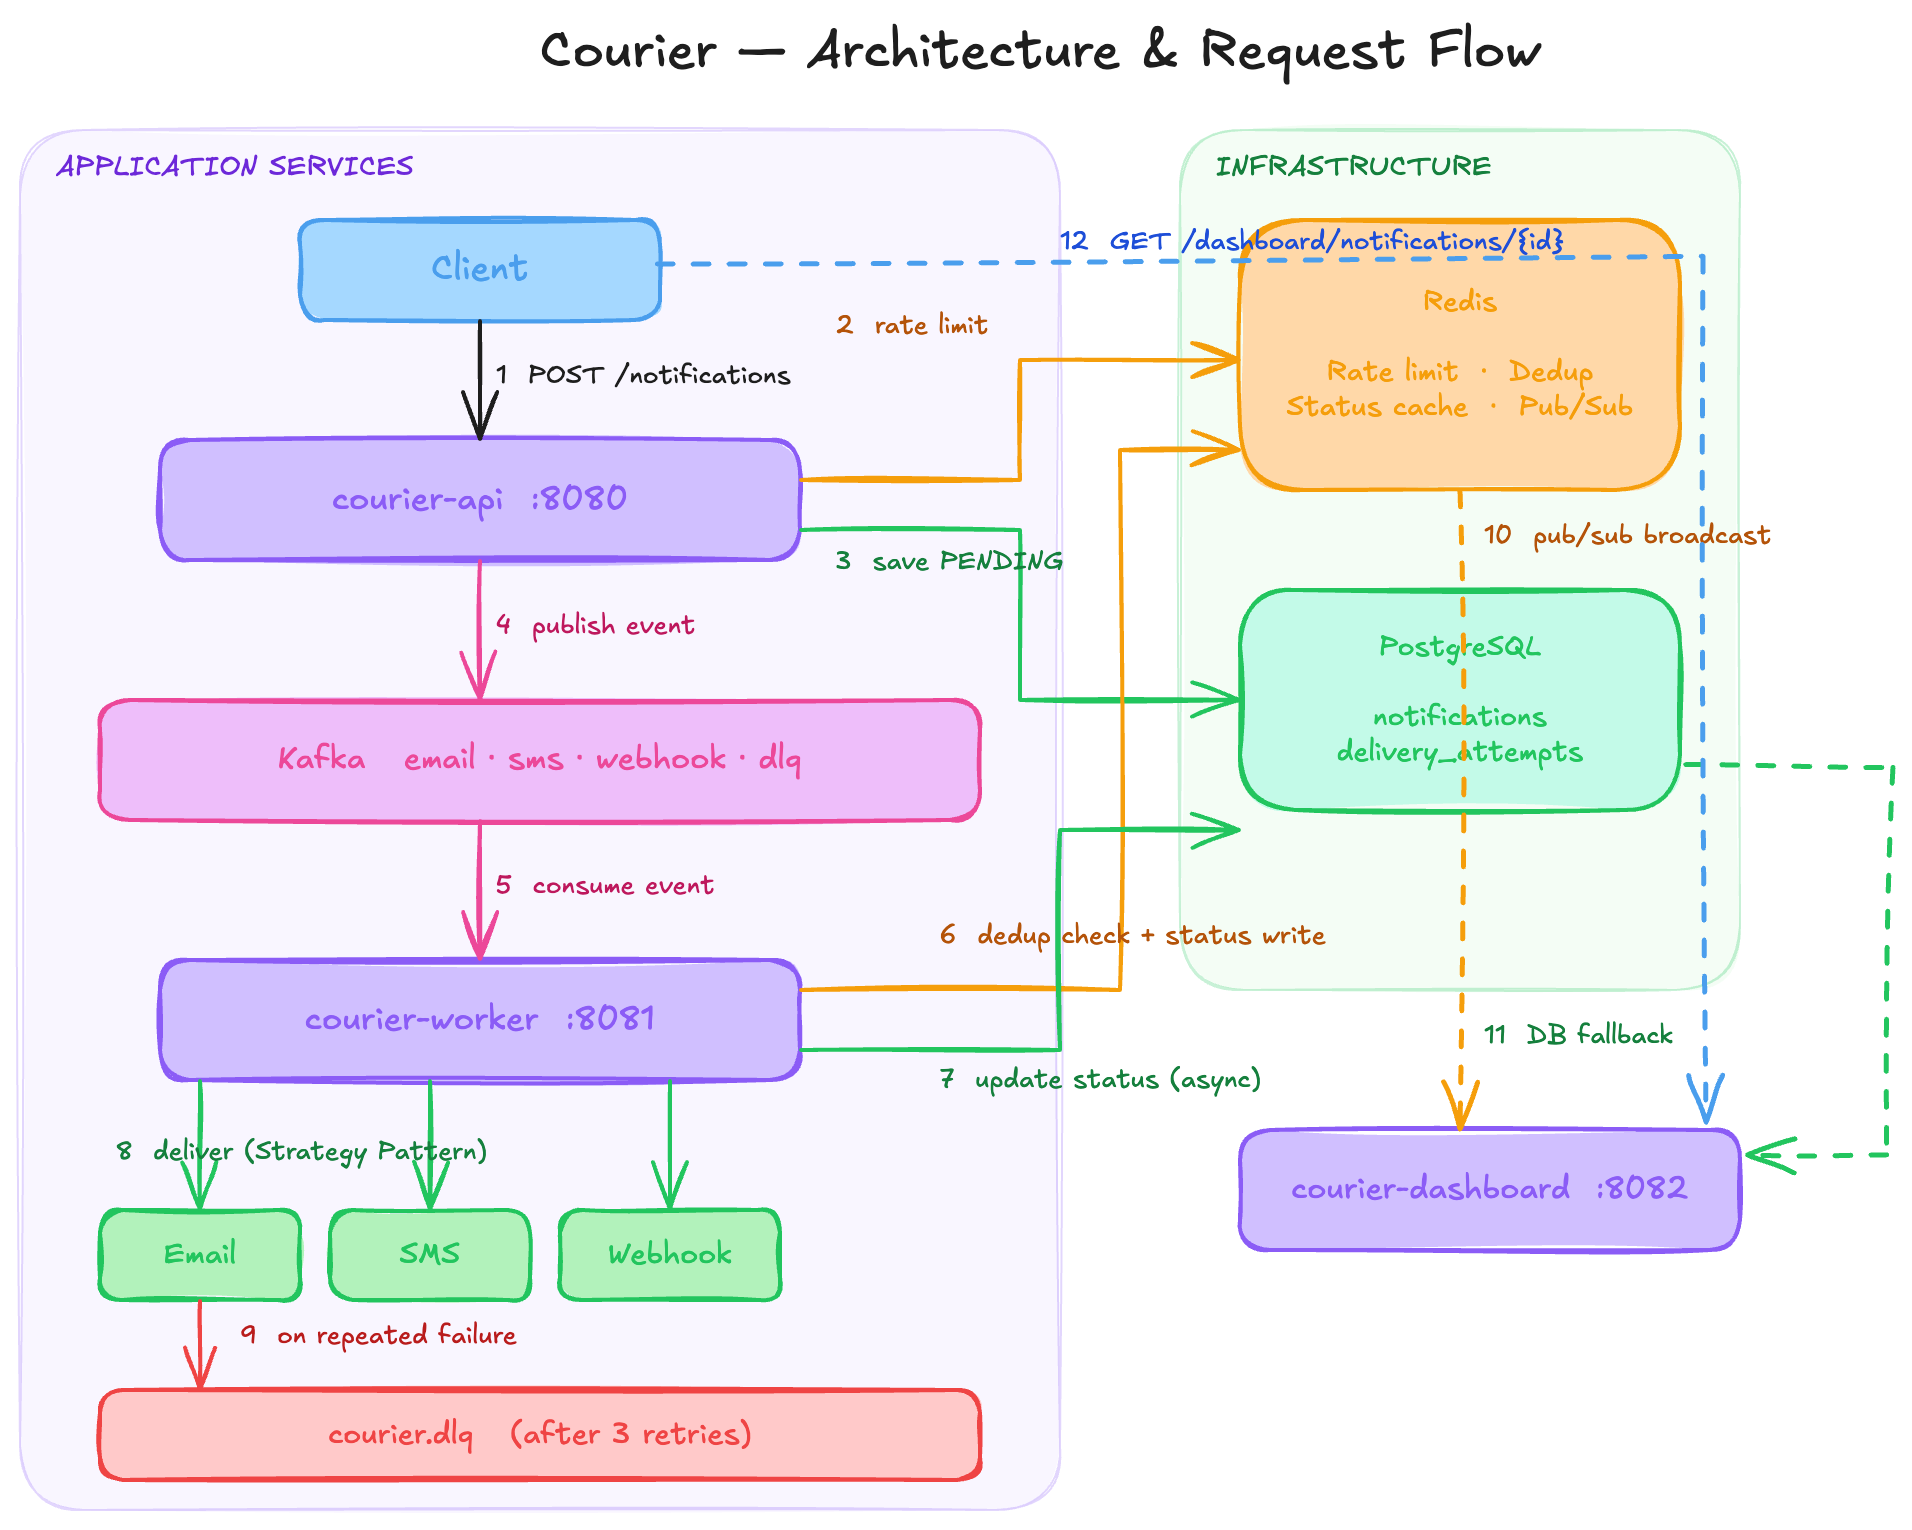 Courier — Architecture & Request Flow
APPLICATION SERVICES
INFRASTRUCTURE
Client
12 GET /dashboard/notifications/{id}
Redis
Rate limit · Dedup
Status cache · Pub/Sub
2 rate limit
1 POST /notifications
courier-api :8080
3 save PENDING
10 pub/sub broadcast
4 publish event
PostgreSQL
notifications
delivery_attempts
Kafka email · sms · webhook · dlq
5 consume event
6 dedup check + status write
courier-worker :8081
11 DB fallback
7 update status (async)
8 deliver (Strategy Pattern)
courier-dashboard :8082
Email
SMS
Webhook
9 on repeated failure
courier.dlq (after 3 retries)